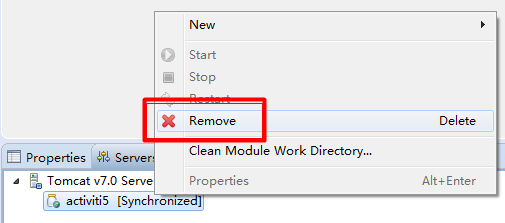 New
Start
Stop
Restart
Remove Delete
Clean Module Work Directory...
Properties Alt+Enter
Properties Servers
Tomcat v7.0 Serve
activiti5 [Synchronized]